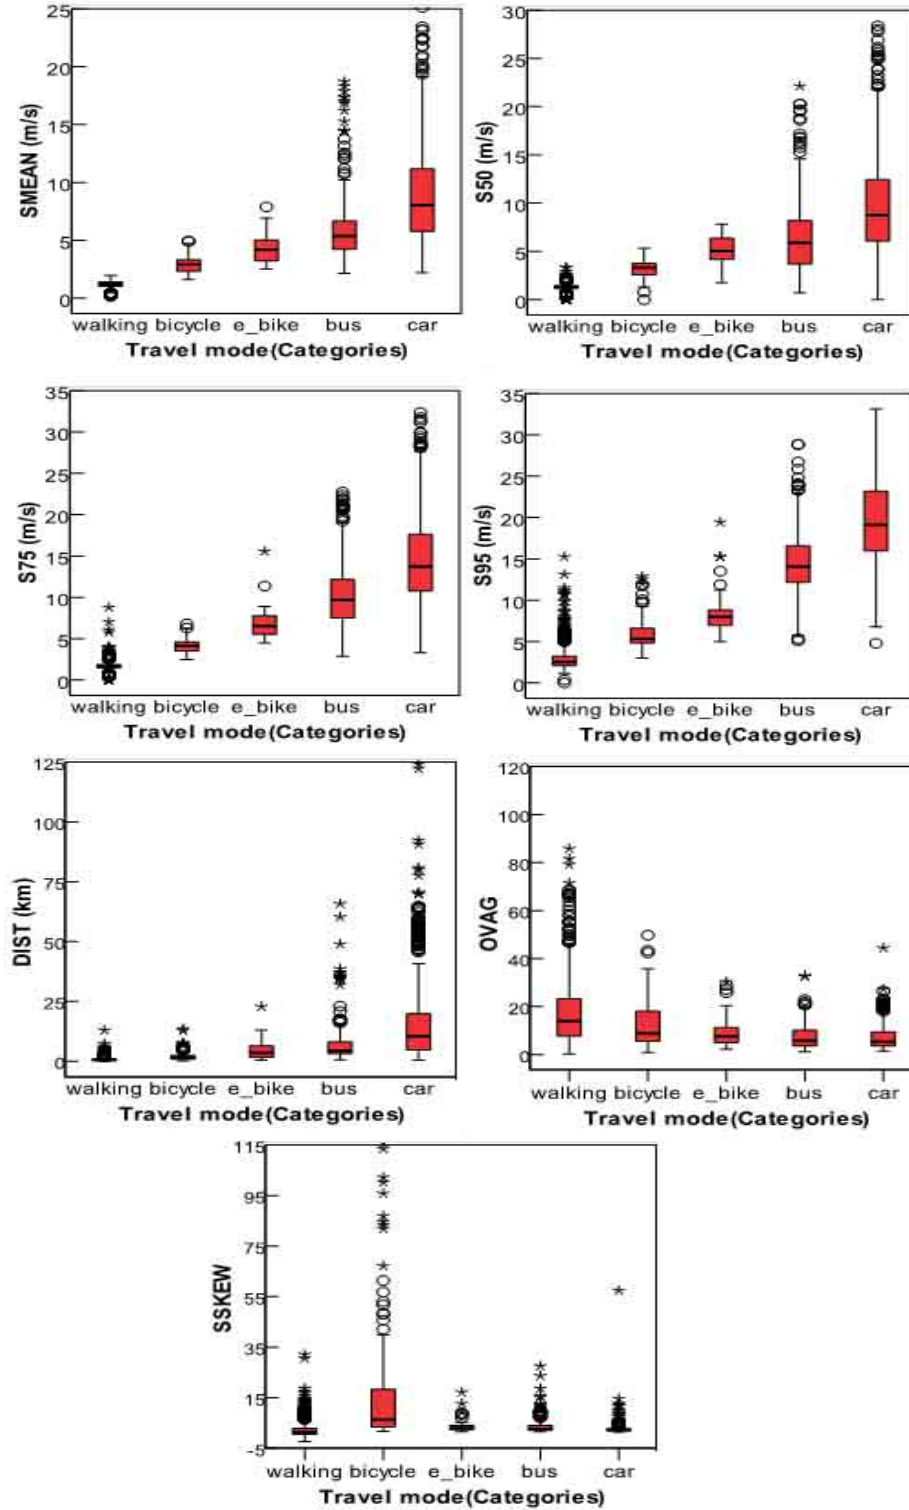 25
20
15
10
5
0
SMEAN (m/s)
walking bicycle e_bike bus car
Travel mode(Categories)
30
25
20
15
10
5
0
S50 (m/s)
walking bicycle e_bike bus car
Travel mode(Categories)
35
30
25
20
15
10
5
0
S75 (m/s)
walking bicycle e_bike bus car
Travel mode(Categories)
35
30
25
20
15
10
5
0
S95 (m/s)
walking bicycle e_bike bus car
Travel mode(Categories)
125
100
75
50
25
0
DIST (km)
walking bicycle e_bike bus car
Travel mode(Categories)
120
100
80
60
40
20
0
OVAG
walking bicycle e_bike bus car
Travel mode(Categories)
115
95
75
55
35
15
-5
SSKEW
walking bicycle e_bike bus car
Travel mode(Categories)